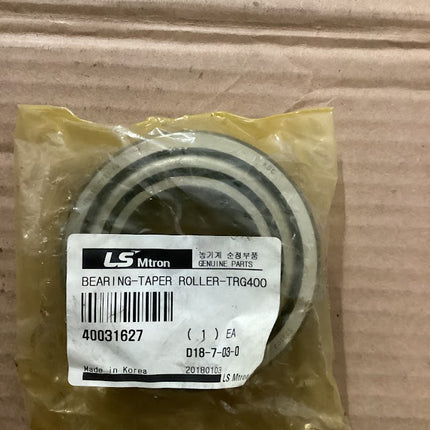 LS Mtron
농기계 순정부품
GENUINE PARTS
BEARING-TAPER ROLLER-TRG400
40031627
( 1 ) EA
D18-7-03-0
Made in Korea
20180103
LS Mtron